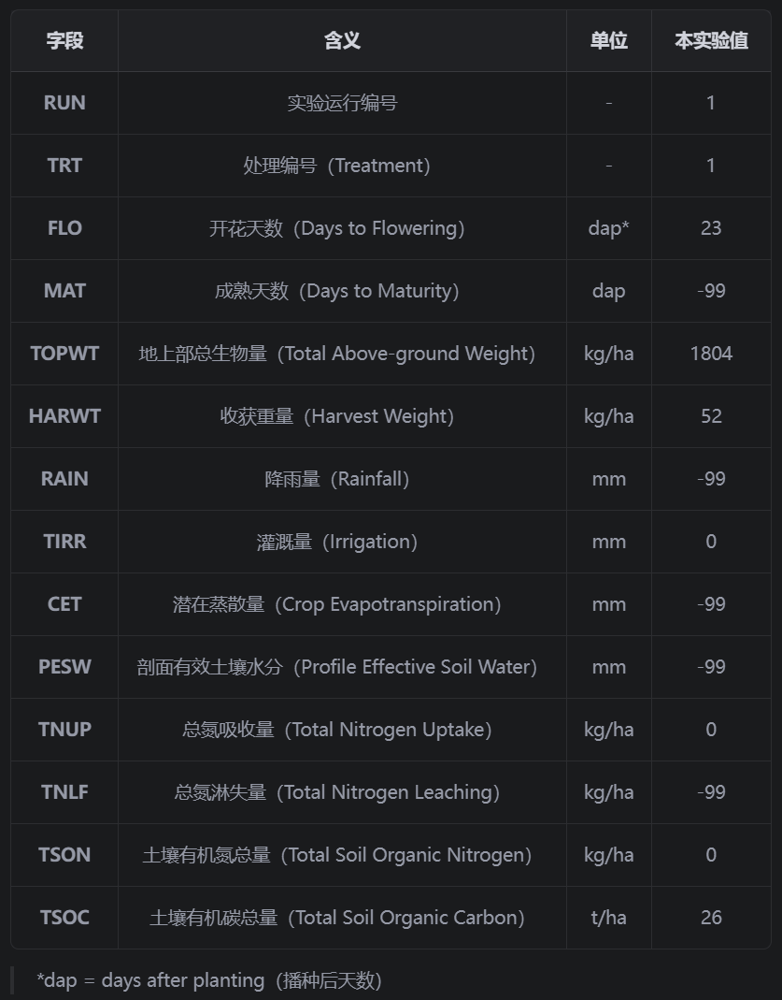 字段 含义 单位 本实验值
RUN 实验运行编号 - 1
TRT 处理编号（Treatment） - 1
FLO 开花天数（Days to Flowering） dap* 23
MAT 成熟天数（Days to Maturity） dap -99
TOPWT 地上部总生物量（Total Above-ground Weight） kg/ha 1804
HARWT 收获重量（Harvest Weight） kg/ha 52
RAIN 降雨量（Rainfall） mm -99
TIRR 灌溉量（Irrigation） mm 0
CET 潜在蒸散量（Crop Evapotranspiration） mm -99
PESW 剖面有效土壤水分（Profile Effective Soil Water） mm -99
TNUP 总氮吸收量（Total Nitrogen Uptake） kg/ha 0
TNLF 总氮淋失量（Total Nitrogen Leaching） kg/ha -99
TSON 土壤有机氮总量（Total Soil Organic Nitrogen） kg/ha 0
TSOC 土壤有机碳总量（Total Soil Organic Carbon） t/ha 26
*dap = days after planting（播种后天数）